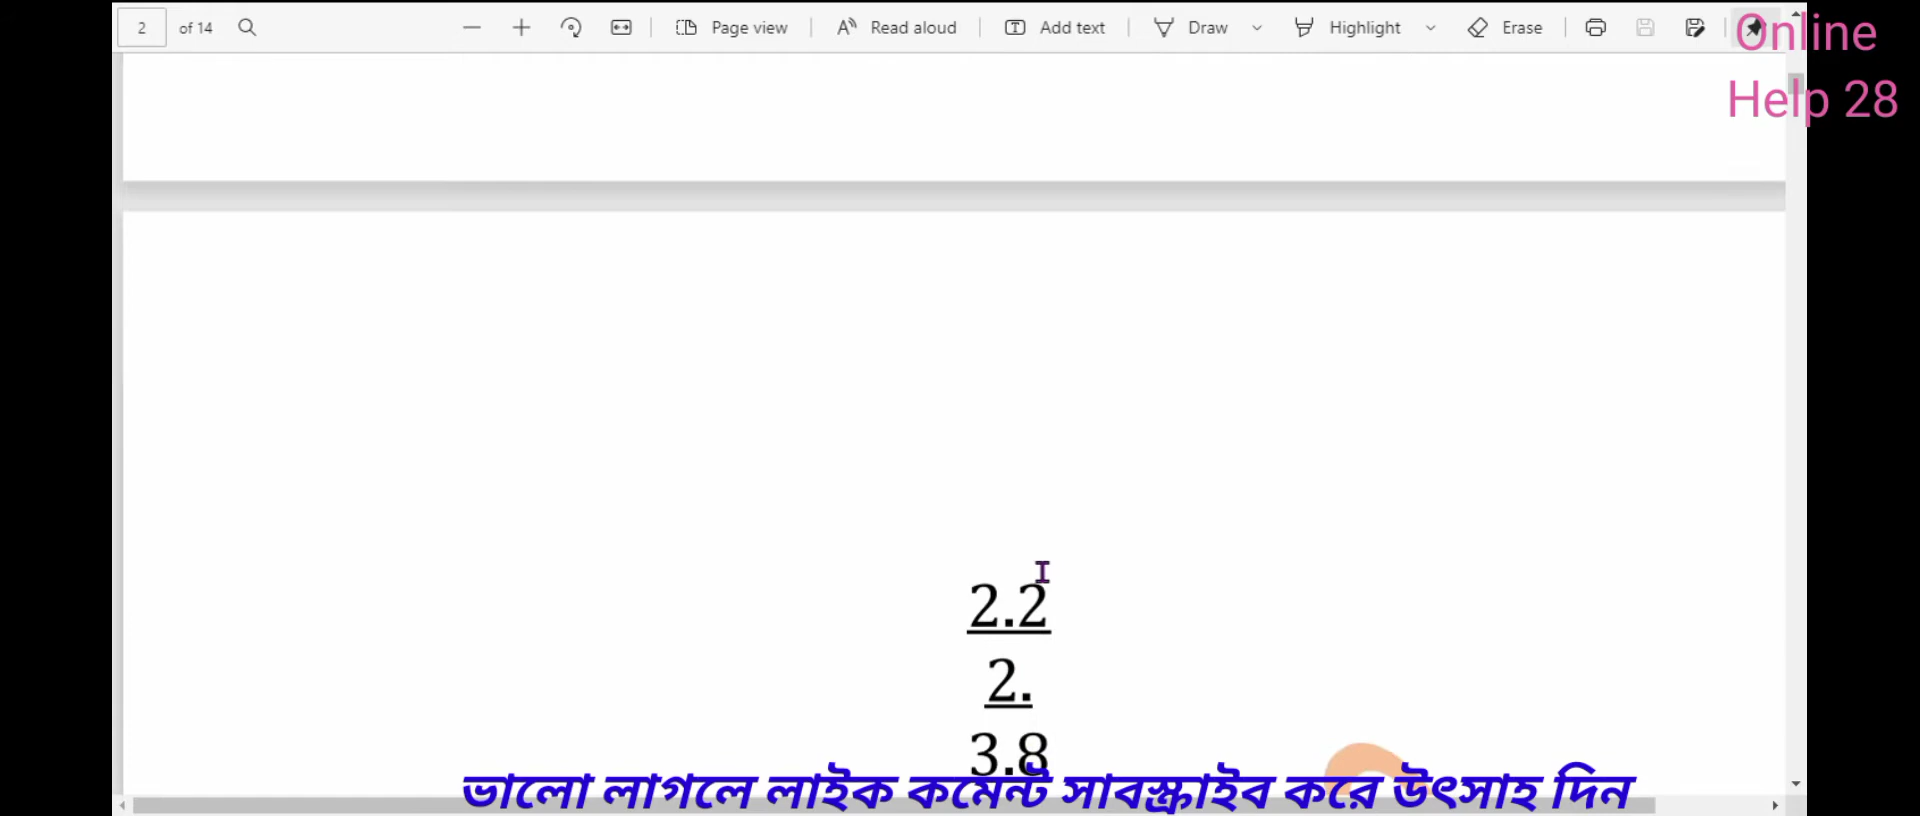 2 of 14 Page view Read aloud Add text Draw Highlight Erase
Online
Help 28
2.2
2.
3.8
ভালো লাগলে লাইক কমেন্ট সাবস্ক্রাইব করে উৎসাহ দিন